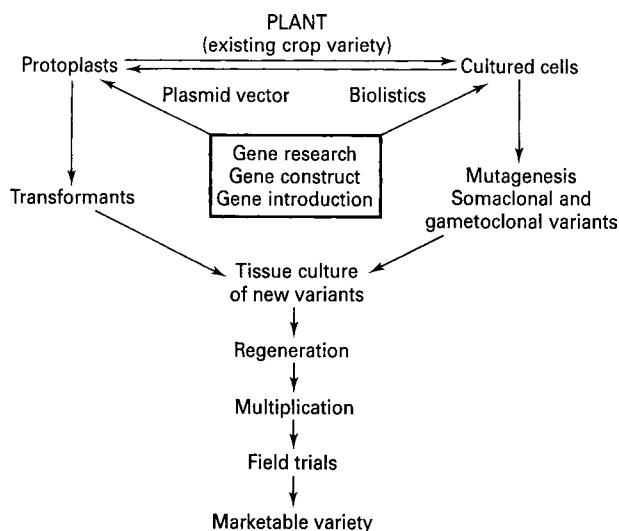 PLANT
(existing crop variety)
Protoplasts
Cultured cells
Plasmid vector
Biolistics
Gene research
Gene construct
Gene introduction
Transformants
Mutagenesis
Somaclonal and
gametoclonal variants
Tissue culture
of new variants
Regeneration
Multiplication
Field trials
Marketable variety